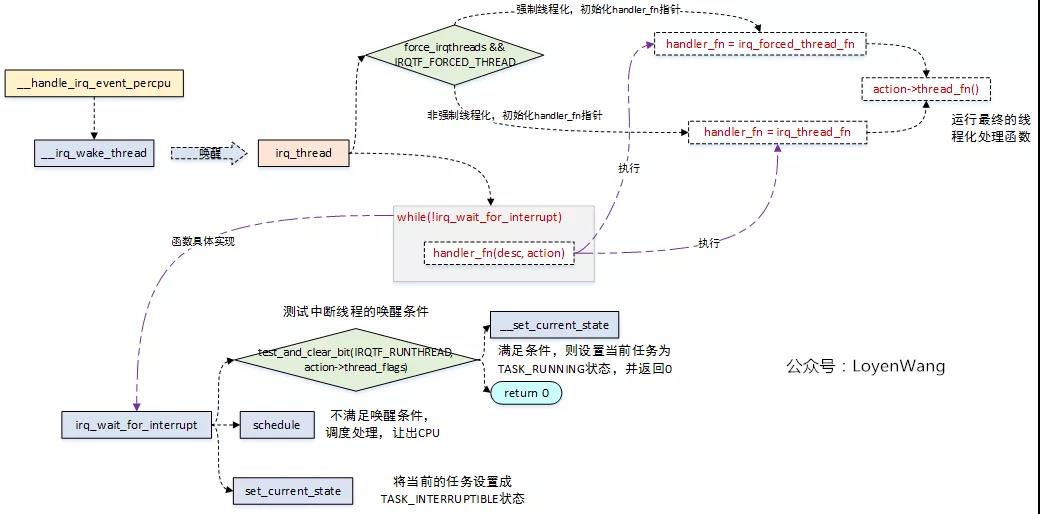 强制线程化，初始化handler_fn指针
force_irqthreads &&
IRQTF_FORCED_THREAD
handler_fn = irq_forced_thread_fn
__handle_irq_event_percpu
action->thread_fn()
非强制线程化，初始化handler_fn指针
运行最终的线
程化处理函数
handler_fn = irq_thread_fn
__irq_wake_thread
唤醒
irq_thread
执行
while(!irq_wait_for_interrupt)
函数具体实现
执行
handler_fn(desc, action)
测试中断线程的唤醒条件
__set_current_state
test_and_clear_bit(IRQTF_RUNTHREAD,
action->thread_flags)
满足条件，则设置当前任务为
TASK_RUNNING状态，并返回0
公众号：LoyenWang
return 0
irq_wait_for_interrupt
schedule
不满足唤醒条件，
调度处理，让出CPU
set_current_state
将当前的任务设置成
TASK_INTERRUPTIBLE状态